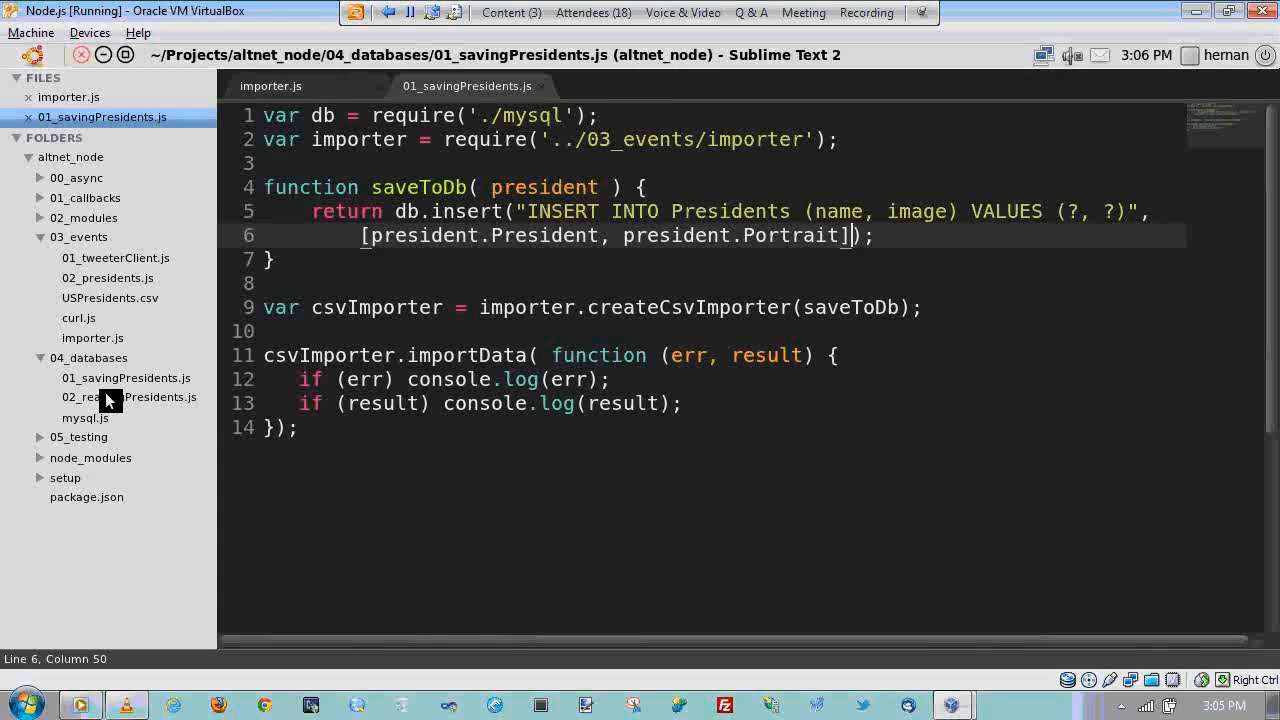 Node.js [Running] - Oracle VM VirtualBox
Content (3) Attendees (18) Voice & Video Q & A Meeting Recording
Machine Devices Help
~/Projects/altnet_node/04_databases/01_savingPresidents.js (altnet_node) - Sublime Text 2
3:06 PM heman
FILES
importer.js
01_savingPresidents.js
FOLDERS
altnet_node
00_async
01_callbacks
02_modules
03_events
01_tweeterClient.js
02_presidents.js
USPresidents.csv
curl.js
importer.js
04_databases
01_savingPresidents.js
mysql.js
05_testing
node_modules
setup
package.json
importer.js 01_savingPresidents.js
1 var db = require('./mysql');
2 var importer = require('../03_events/importer');
3
4 function saveToDb( president ) {
5 return db.insert("INSERT INTO Presidents (name, image) VALUES (?, ?)",
6 [president.President, president.Portrait]);
7 }
8
9 var csvImporter = importer.createCsvImporter(saveToDb);
10
11 csvImporter.importData( function (err, result) {
12 if (err) console.log(err);
13 if (result) console.log(result);
14 });
Line 6, Column 50
Right Ctrl
3:05 PM